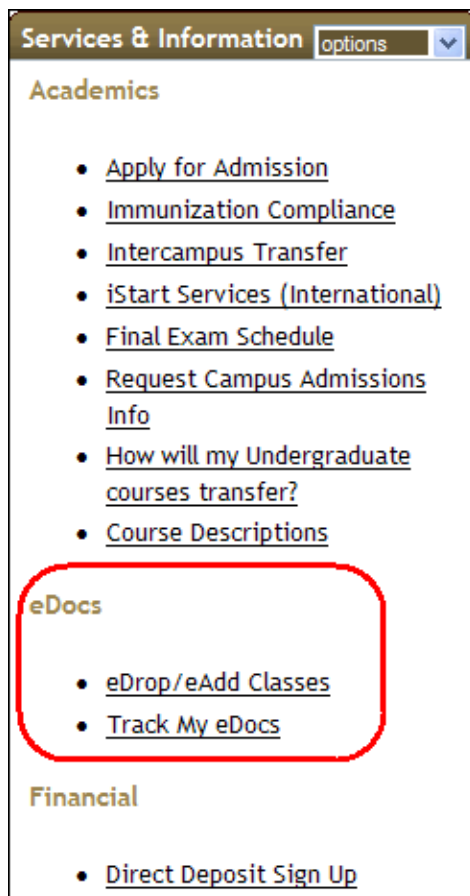 Services & Information options
Academics
• Apply for Admission
• Immunization Compliance
• Intercampus Transfer
• iStart Services (International)
• Final Exam Schedule
• Request Campus Admissions
Info
• How will my Undergraduate
courses transfer?
• Course Descriptions
eDocs
• eDrop/eAdd Classes
• Track My eDocs
Financial
• Direct Deposit Sign Up